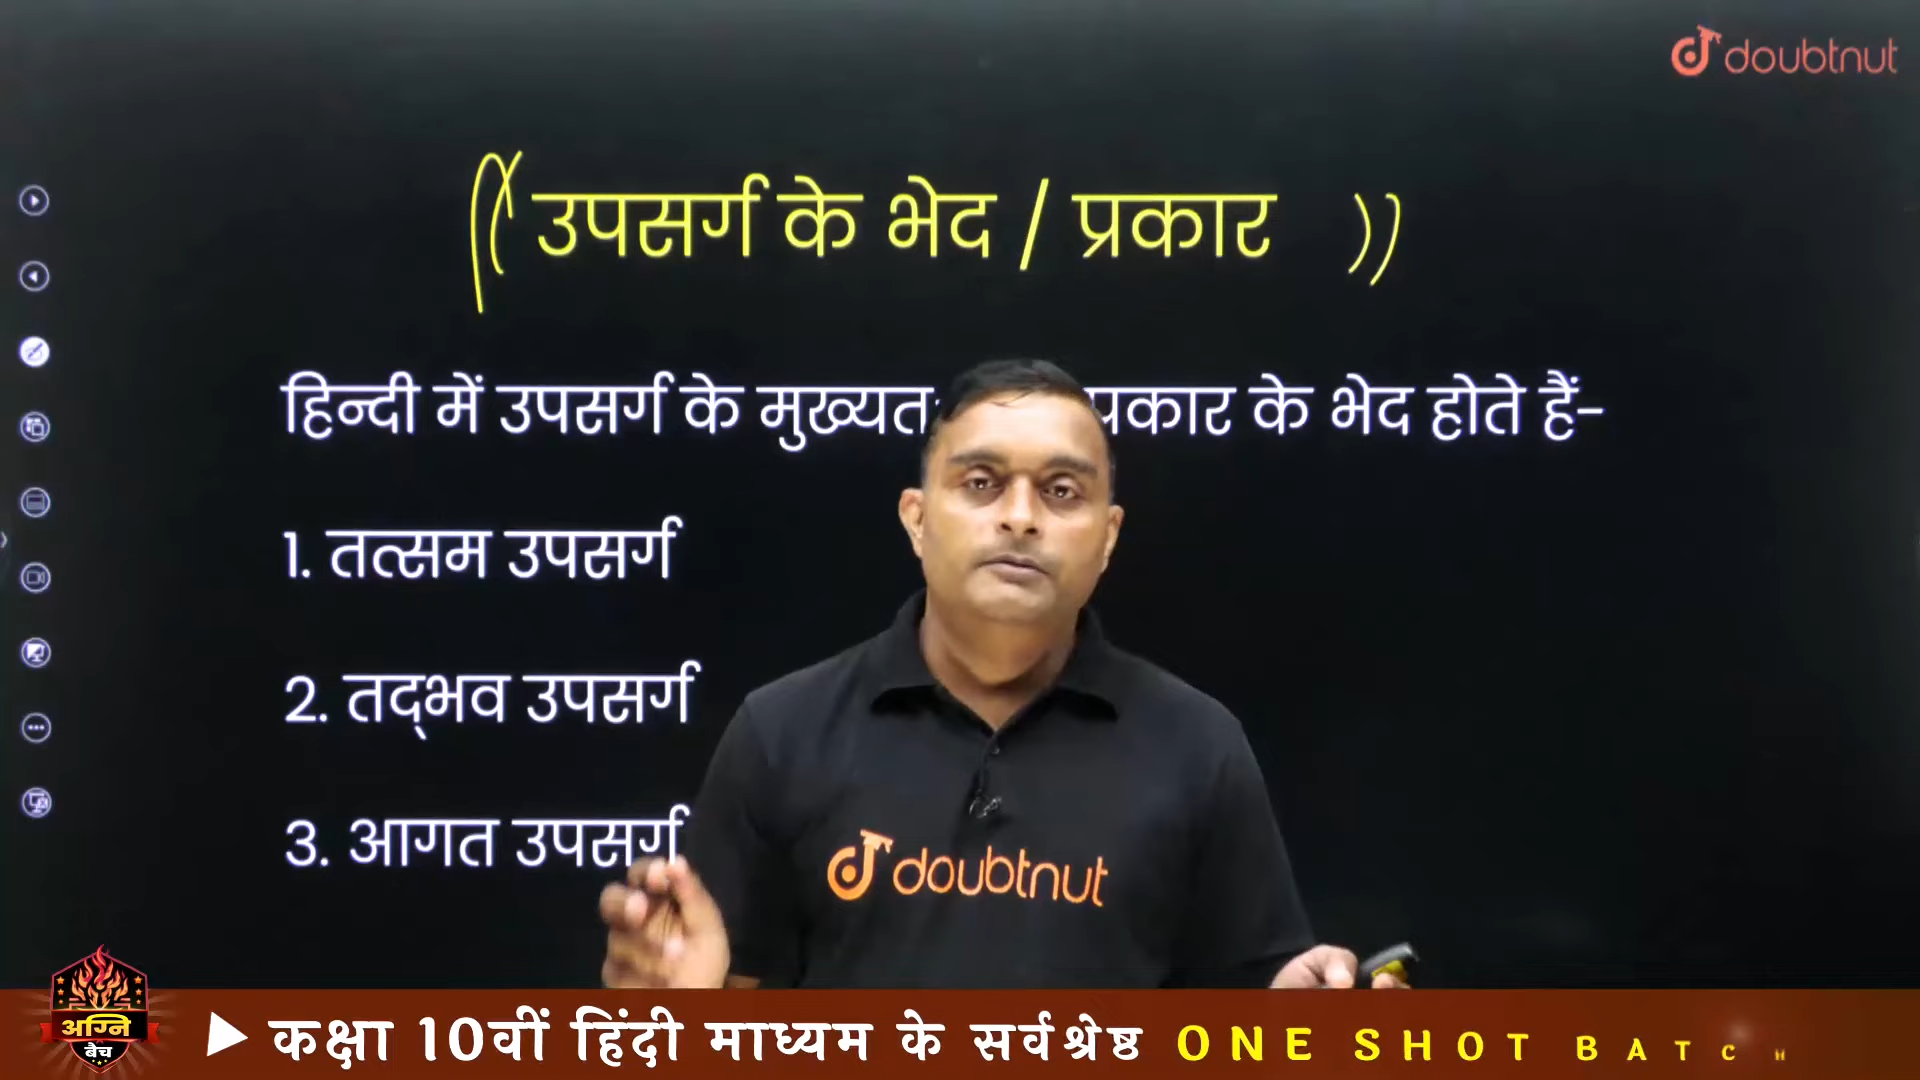 doubtnut
उपसर्ग के भेद / प्रकार
हिन्दी में उपसर्ग के मुख्यतः प्रकार के भेद होते हैं-
1. तत्सम उपसर्ग
2. तद्भव उपसर्ग
3. आगत उपसर्ग
doubtnut
अग्नि
बैच
कक्षा 10वीं हिंदी माध्यम के सर्वश्रेष्ठ ONE SHOT BATCH